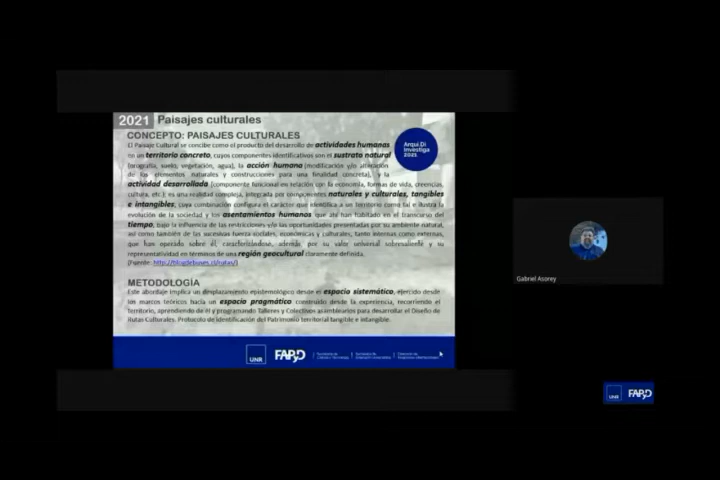 2021 Paisajes culturales
CONCEPTO: PAISAJES CULTURALES
El Paisaje Cultural se concibe como el producto del desarrollo de actividades humanas
en un territorio concreto, cuyos componentes identificativos son el sustrato natural
(orografía, suelo, vegetación, agua), la acción humana (modificación y/o alteración
de los elementos naturales y construcciones para una finalidad concreta), y la
actividad desarrollada (componente funcional en relación con la economía, formas de vida, creencias,
cultura, etc.) es una realidad compleja, integrada por componentes naturales y culturales, tangibles
e intangibles, cuya combinación configura el carácter que identifica a un territorio como tal e ilustra la
evolución de la sociedad y los asentamientos humanos que ahí han habitado en el transcurso del
tiempo, bajo la influencia de las restricciones y/o las oportunidades presentadas por su ambiente natural,
así como también de las sucesivas fuerza sociales, económicas y culturales, tanto internas como externas,
que han operado sobre él, caracterizándose, además, por su valor universal sobresaliente y su
representatividad en términos de una región geocultural claramente definida.
(Fuente:
METODOLOGÍA
Este abordaje implica un desplazamiento epistemológico desde el espacio sistemático, ejercido desde
los marcos teóricos hacia un espacio pragmático construido desde la experiencia, recorriendo el
territorio, aprendiendo de él y programando Talleres y Colectivos asamblearios para desarrollar el Diseño de
Rutas Culturales. Protocolo de identificación del Patrimonio territorial tangible e intangible.
Arqui.Di
Investiga
2021
UNR
FAPyD
Gabriel Asorey
UNR
FAPyD